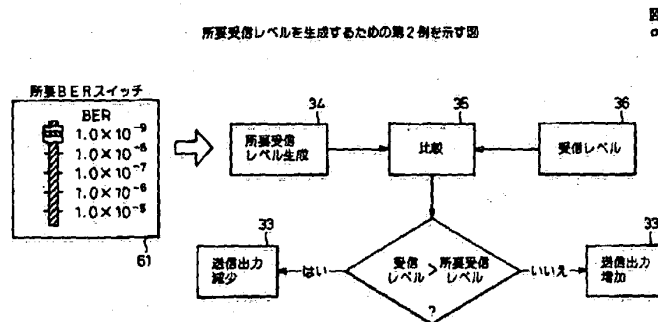 所要受信レベルを生成するための第2例を示す図
所要BERスイッチ
BER
1.0×10⁻⁹
1.0×10⁻⁸
1.0×10⁻⁷
1.0×10⁻⁶
1.0×10⁻⁵
61
34
所要受信
レベル生成
35
比較
36
受信レベル
33
送信出力
減少
はい
受信
レベル
>
所要受信
レベル
?
いいえ
33
送信出力
増加